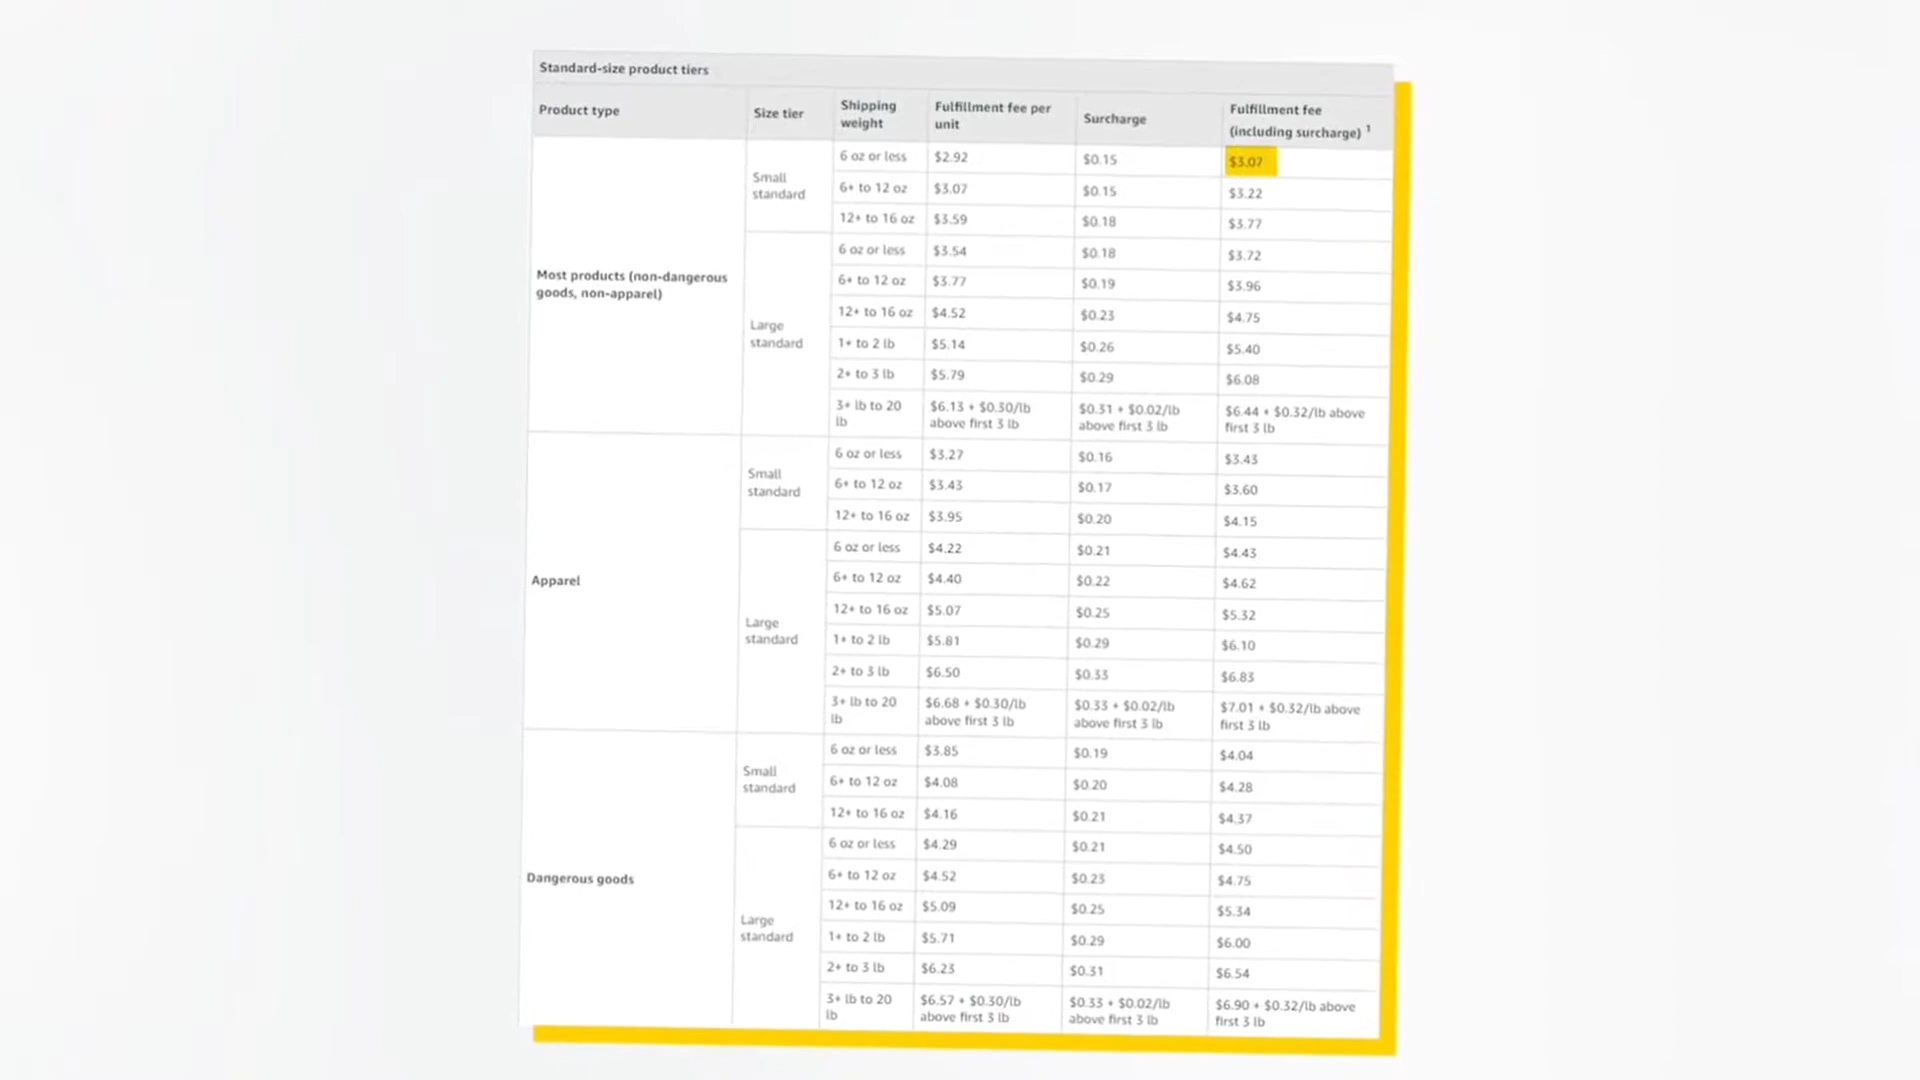 Standard-size product tiers
Product type Size tier Shipping weight Fulfillment fee per unit Surcharge Fulfillment fee (including surcharge) 1
Most products (non-dangerous goods, non-apparel) Small standard 6 oz or less $2.92 $0.15 $3.07
6+ to 12 oz $3.07 $0.15 $3.22
12+ to 16 oz $3.59 $0.18 $3.77
Large standard 6 oz or less $3.54 $0.18 $3.72
6+ to 12 oz $3.77 $0.19 $3.96
12+ to 16 oz $4.52 $0.23 $4.75
1+ to 2 lb $5.14 $0.26 $5.40
2+ to 3 lb $5.79 $0.29 $6.08
3+ lb to 20 lb $6.13 + $0.30/lb above first 3 lb $0.31 + $0.02/lb above first 3 lb $6.44 + $0.32/lb above first 3 lb
Apparel Small standard 6 oz or less $3.27 $0.16 $3.43
6+ to 12 oz $3.43 $0.17 $3.60
12+ to 16 oz $3.95 $0.20 $4.15
Large standard 6 oz or less $4.22 $0.21 $4.43
6+ to 12 oz $4.40 $0.22 $4.62
12+ to 16 oz $5.07 $0.25 $5.32
1+ to 2 lb $5.81 $0.29 $6.10
2+ to 3 lb $6.50 $0.33 $6.83
3+ lb to 20 lb $6.68 + $0.30/lb above first 3 lb $0.33 + $0.02/lb above first 3 lb $7.01 + $0.32/lb above first 3 lb
Dangerous goods Small standard 6 oz or less $3.85 $0.19 $4.04
6+ to 12 oz $4.08 $0.20 $4.28
12+ to 16 oz $4.16 $0.21 $4.37
Large standard 6 oz or less $4.29 $0.21 $4.50
6+ to 12 oz $4.52 $0.23 $4.75
12+ to 16 oz $5.09 $0.25 $5.34
1+ to 2 lb $5.71 $0.29 $6.00
2+ to 3 lb $6.23 $0.31 $6.54
3+ lb to 20 lb $6.57 + $0.30/lb above first 3 lb $0.33 + $0.02/lb above first 3 lb $6.90 + $0.32/lb above first 3 lb